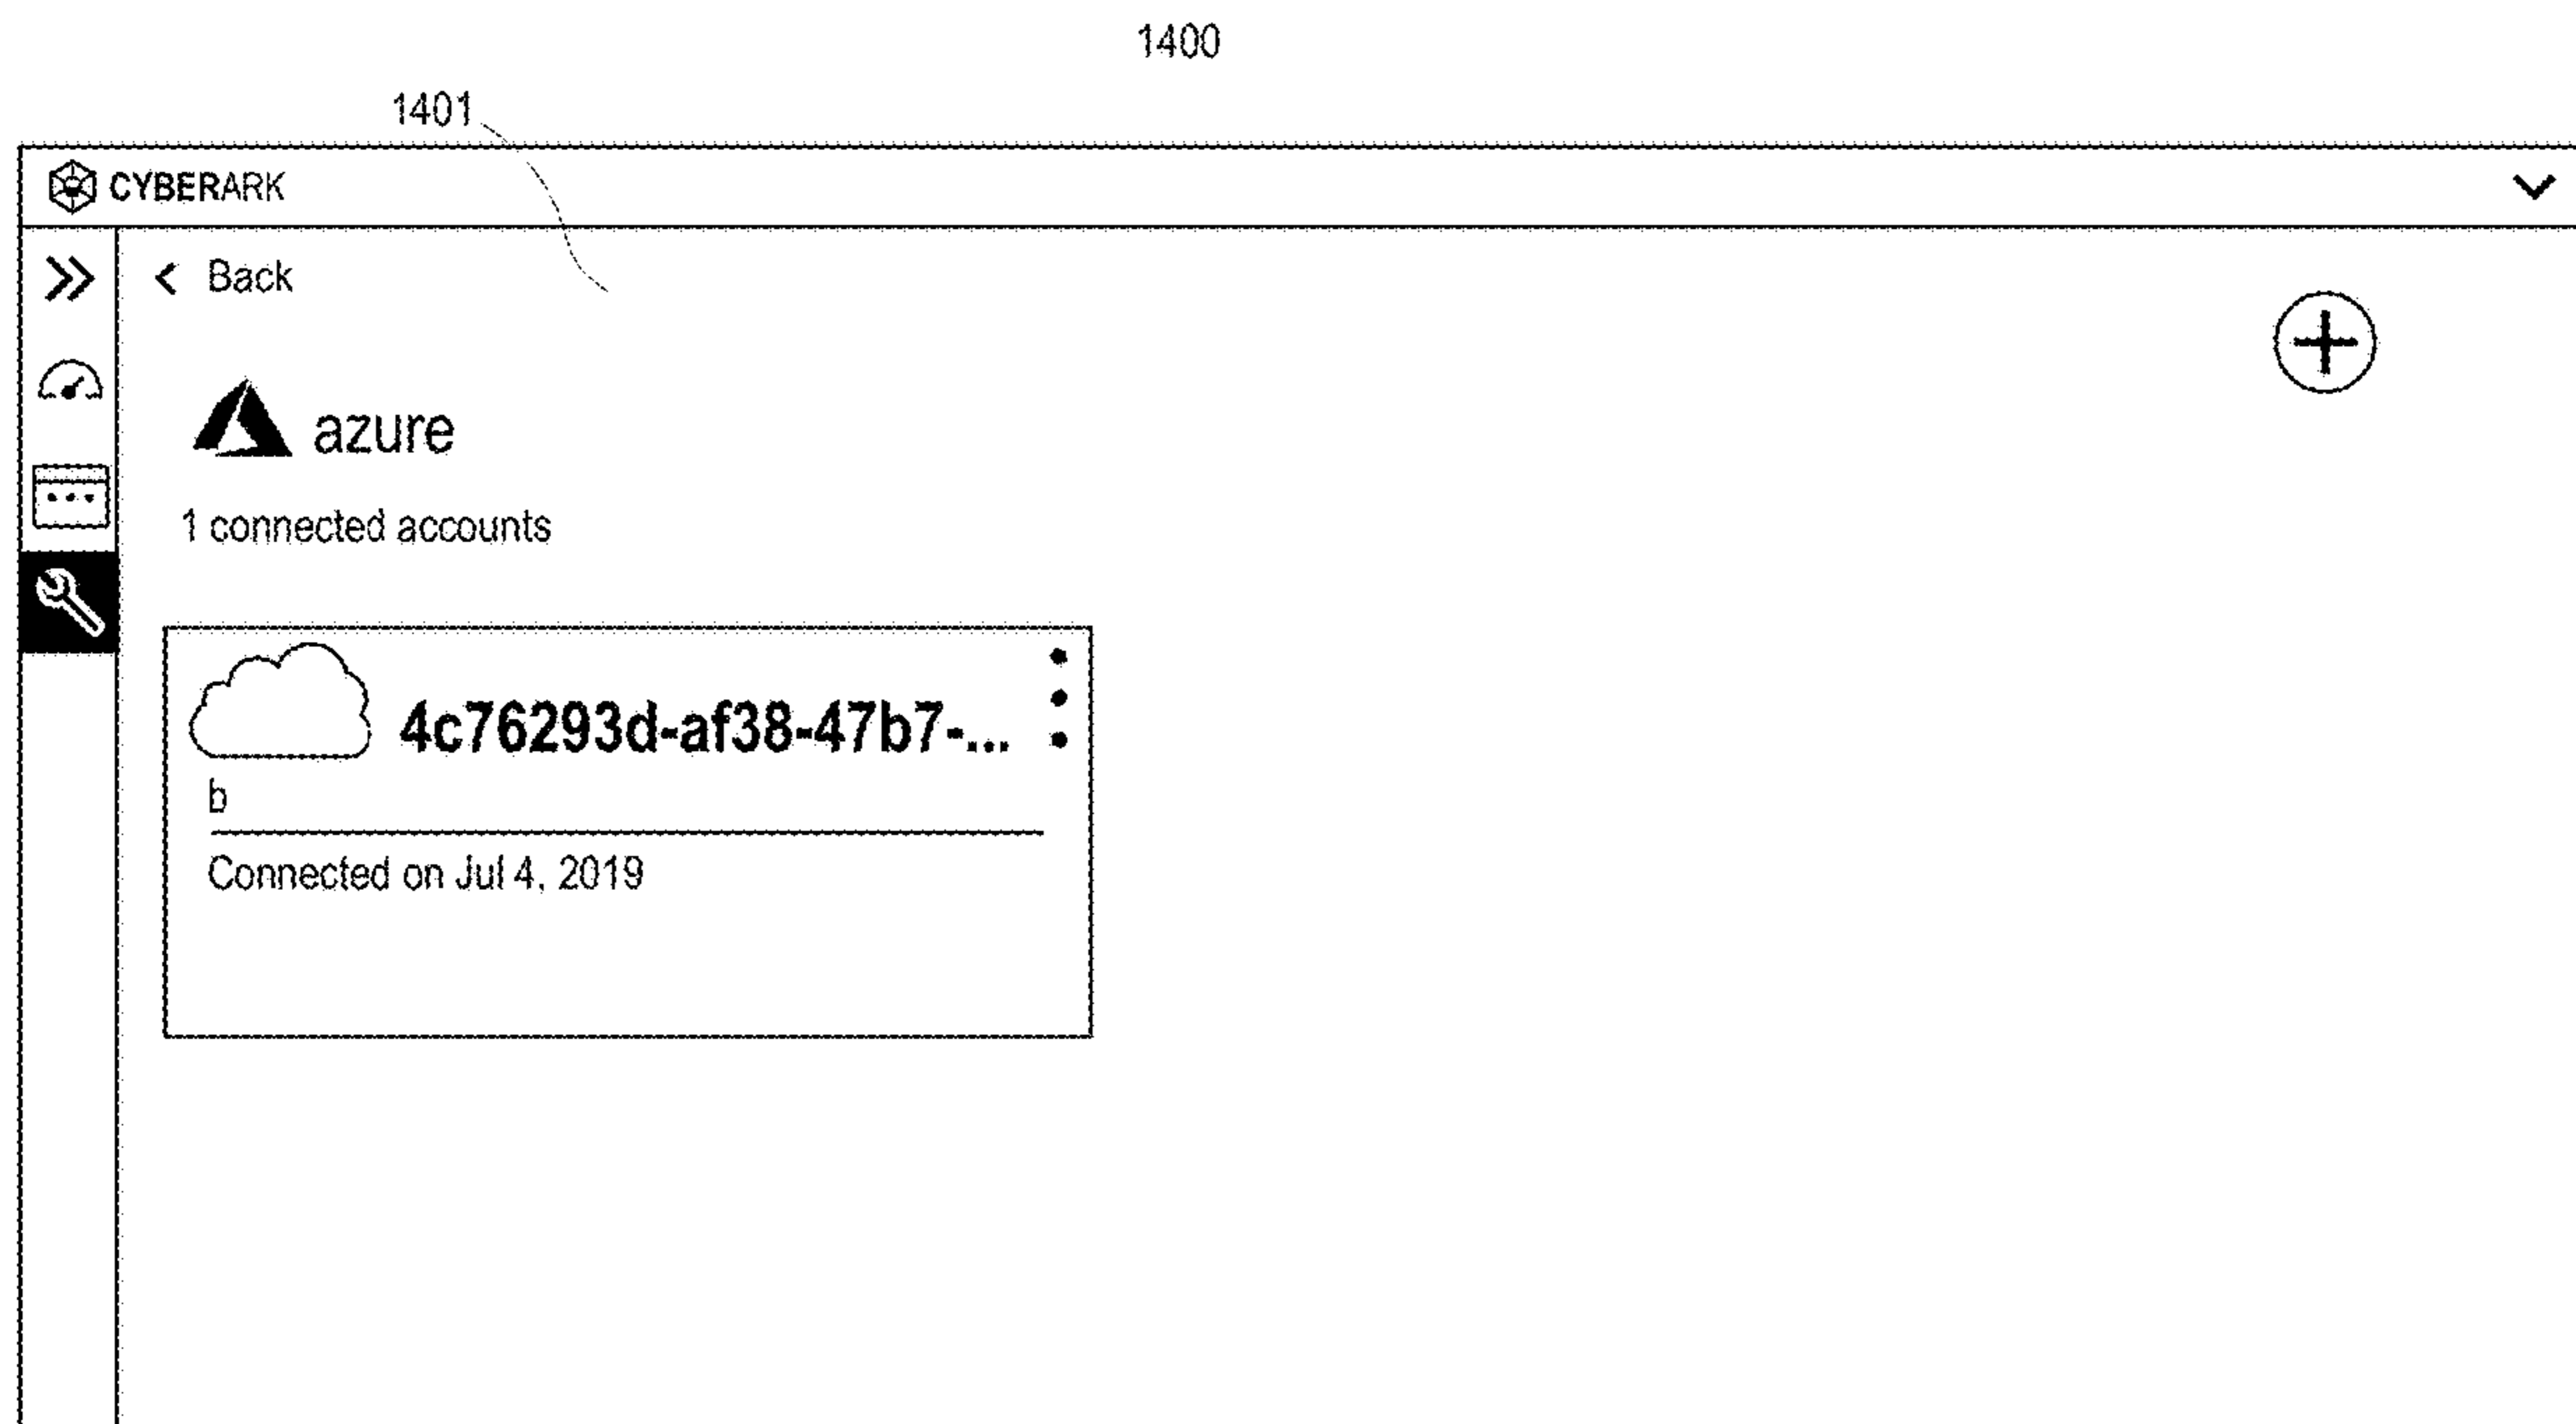 1400
1401
CYBERARK
Back
azure
1 connected accounts
4c76293d-af38-47b7-...
b
Connected on Jul 4, 2019